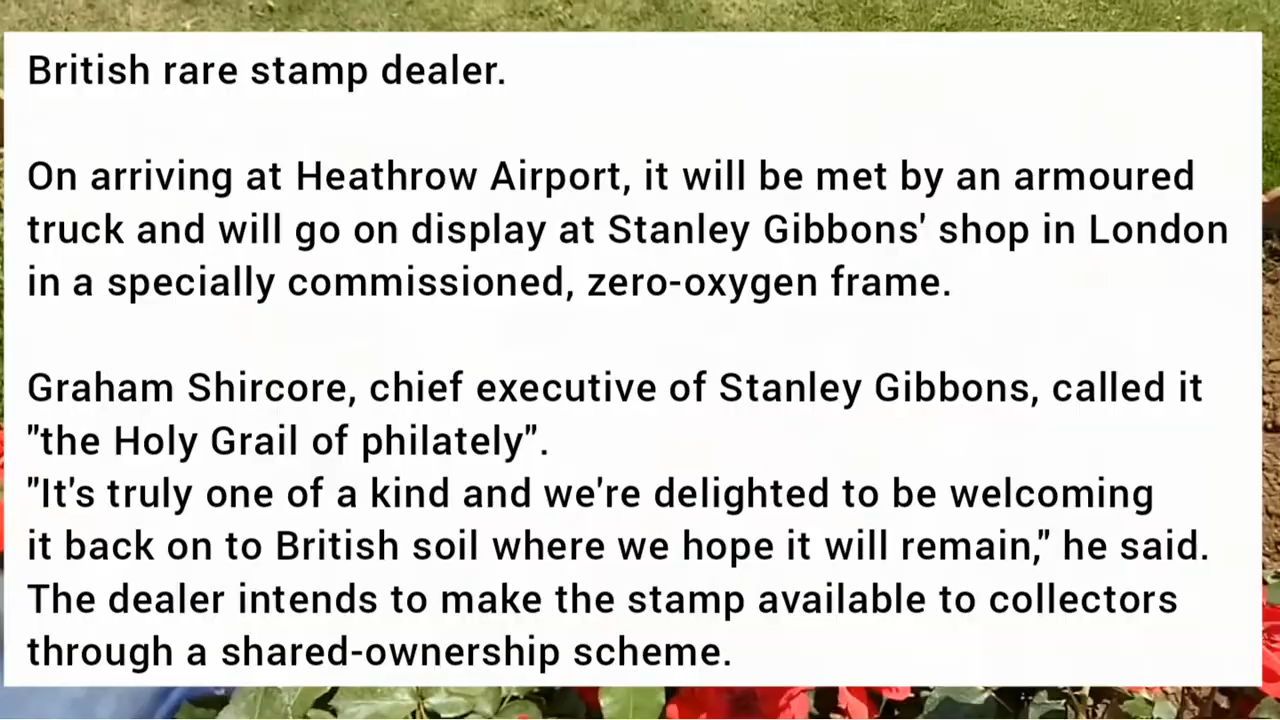 British rare stamp dealer.
On arriving at Heathrow Airport, it will be met by an armoured
truck and will go on display at Stanley Gibbons' shop in London
in a specially commissioned, zero-oxygen frame.
Graham Shircore, chief executive of Stanley Gibbons, called it
"the Holy Grail of philately".
"It's truly one of a kind and we're delighted to be welcoming
it back on to British soil where we hope it will remain,” he said.
The dealer intends to make the stamp available to collectors
through a shared-ownership scheme.